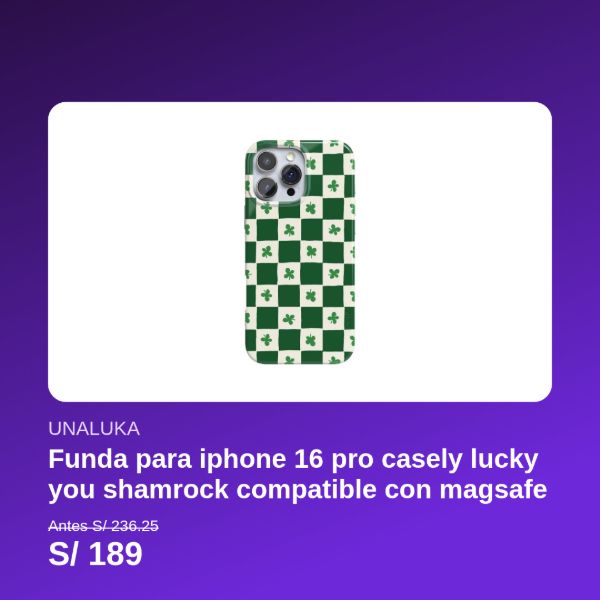 UNALUKA
Funda para iphone 16 pro casely lucky
you shamrock compatible con magsafe
Antes S/ 236.25
S/ 189